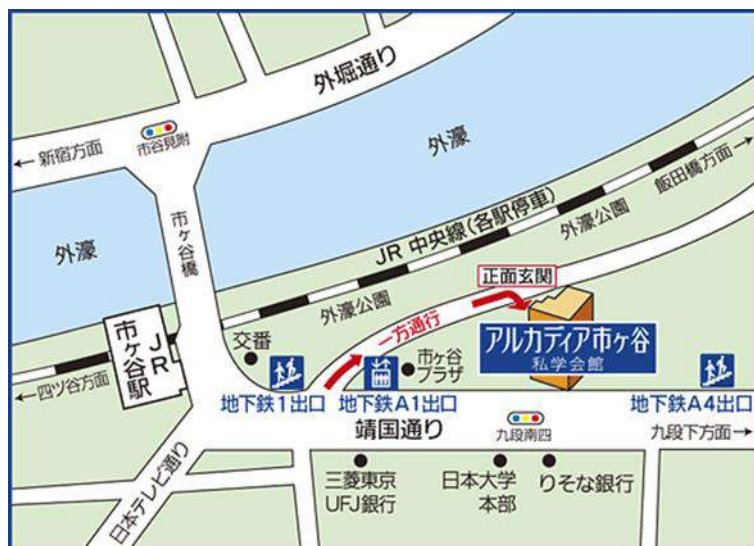 外堀通り
← 新宿方面
市谷見附
外濠
飯田橋方面 →
外濠公園
JR 中央線(各駅停車)
市ヶ谷橋
外濠
正面玄関
外濠公園
一方通行
アルカディア市ヶ谷
私学会館
JR
市ヶ谷駅
交番
市ヶ谷
プラザ
← 四ツ谷方面
地下鉄1出口
地下鉄A1出口
地下鉄A4出口
靖国通り
九段南四
九段下方面 →
日本テレビ通り
三菱東京
UFJ銀行
日本大学
本部
りそな銀行